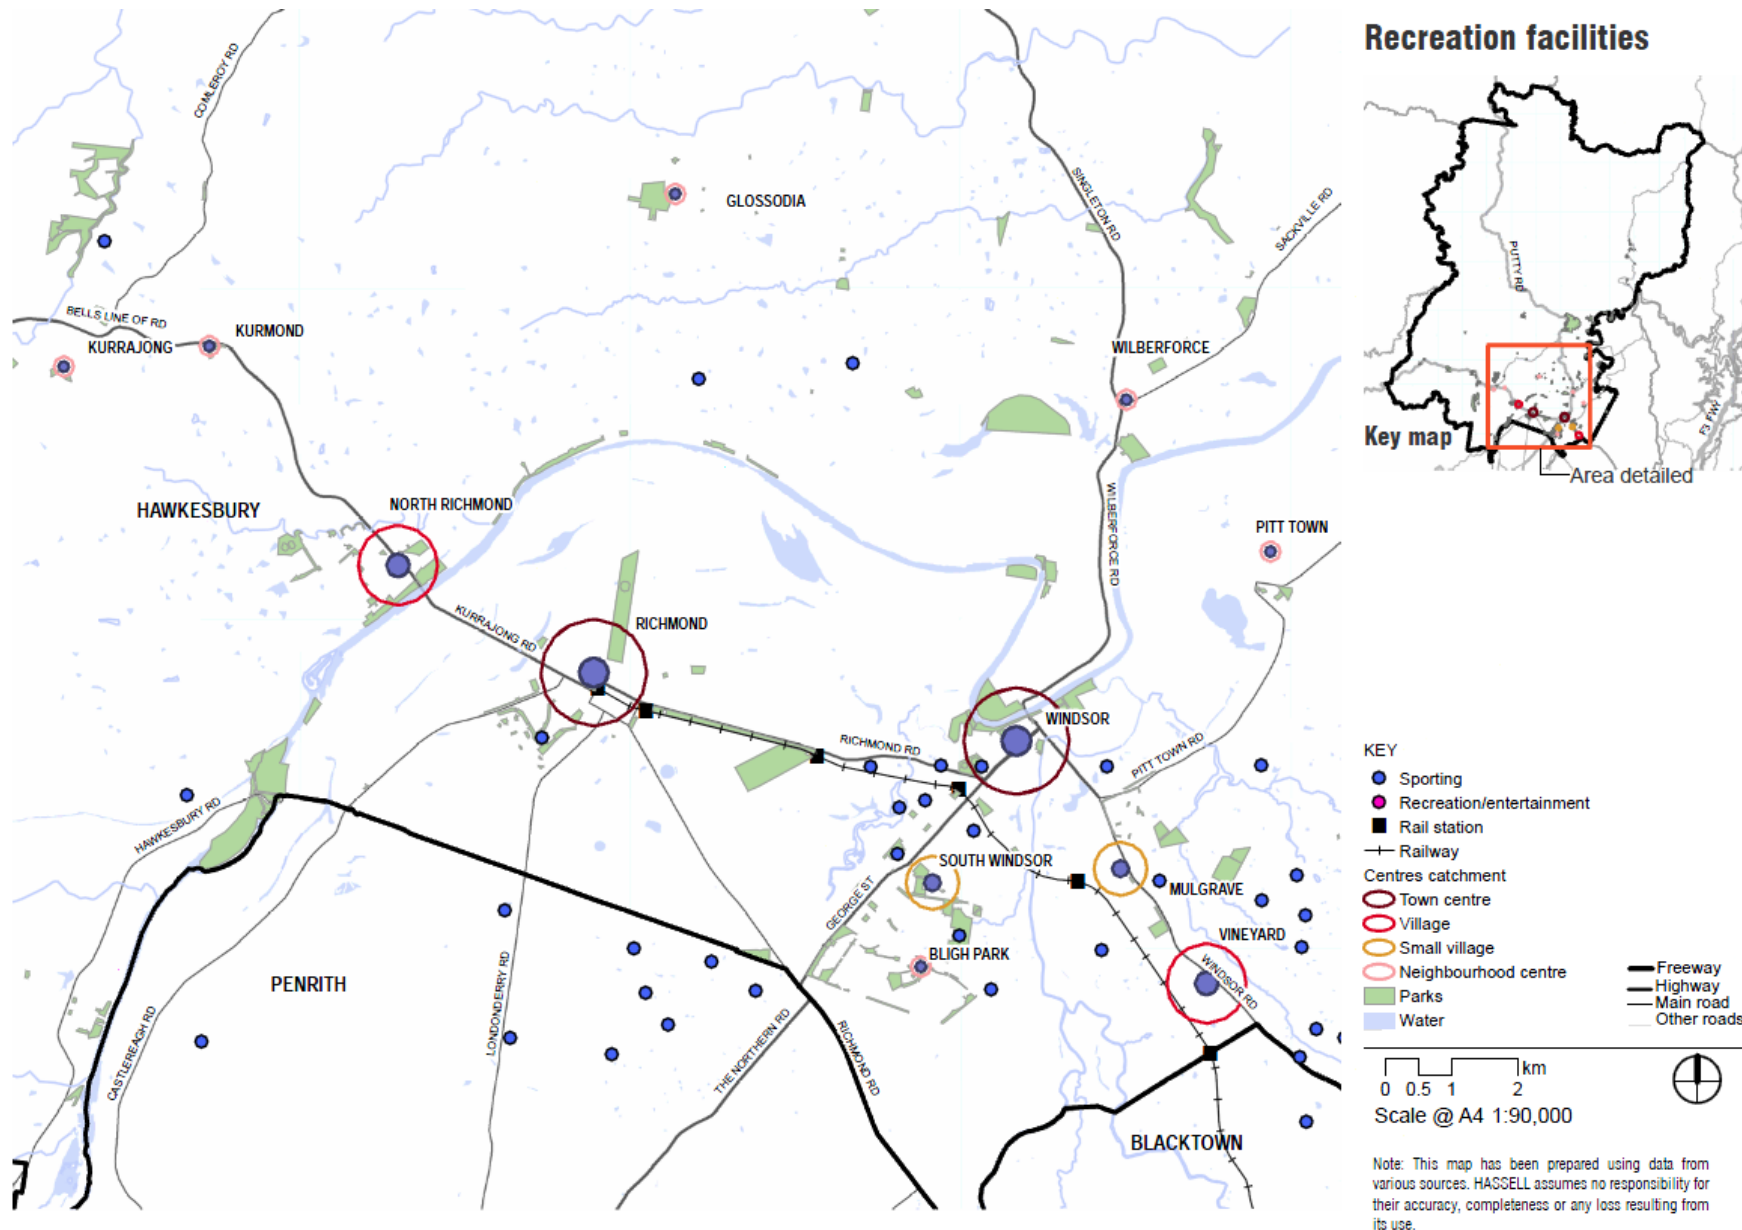 Recreation facilities
COMLEROY RD
GLOSSODIA
SINGLETON RD
SACKVILLE RD
PUTTY RD
BELLS LINE OF RD
KURMOND
KURRAJONG
WILBERFORCE
F3 FWY
Key map
Area detailed
HAWKESBURY
NORTH RICHMOND
WILBERFORCE RD
PITT TOWN
KURRAJONG RD
RICHMOND
WINDSOR
RICHMOND RD
PITT TOWN RD
HAWKESBURY RD
SOUTH WINDSOR
MULGRAVE
GEORGE ST
VINEYARD
BLIGH PARK
WINDSOR RD
PENRITH
LONDONDERRY RD
CASTLEREAGH RD
THE NORTHERN RD
RICHMOND RD
BLACKTOWN
KEY
Sporting
Recreation/entertainment
Rail station
Railway
Centres catchment
Town centre
Village
Small village
Neighbourhood centre
Parks
Water
Freeway
Highway
Main road
Other roads
km
0 0.5 1 2
Scale @ A4 1:90,000
Note: This map has been prepared using data from
various sources. HASSELL assumes no responsibility for
their accuracy, completeness or any loss resulting from
its use.